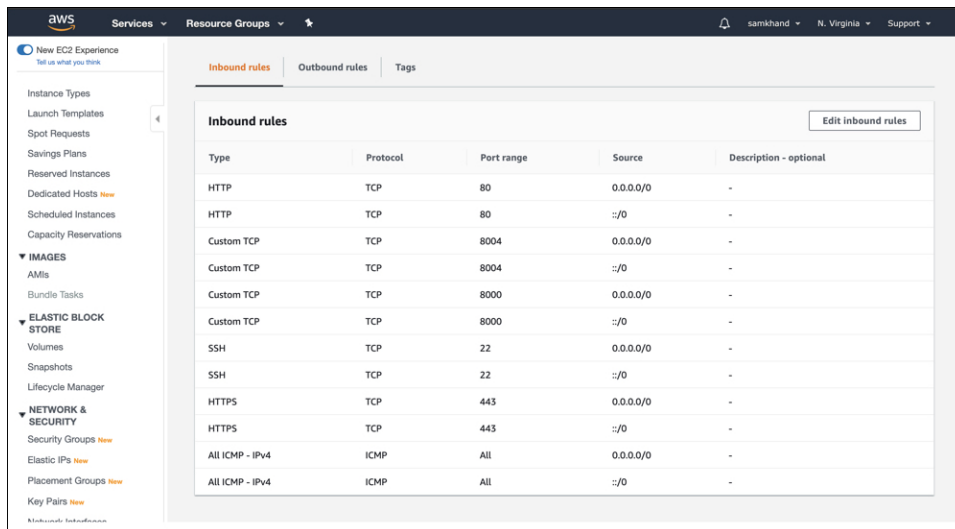 aws Services Resource Groups samkhand N. Virginia Support
New EC2 Experience
Tell us what you think
Instance Types
Launch Templates
Spot Requests
Savings Plans
Reserved Instances
Dedicated Hosts New
Scheduled Instances
Capacity Reservations
IMAGES
AMIs
Bundle Tasks
ELASTIC BLOCK
STORE
Volumes
Snapshots
Lifecycle Manager
NETWORK &
SECURITY
Security Groups New
Elastic IPs New
Placement Groups New
Key Pairs New
Network Interfaces
Inbound rules Outbound rules Tags
Inbound rules Edit inbound rules
Type Protocol Port range Source Description - optional
HTTP TCP 80 0.0.0.0/0 -
HTTP TCP 80 ::/0 -
Custom TCP TCP 8004 0.0.0.0/0 -
Custom TCP TCP 8004 ::/0 -
Custom TCP TCP 8000 0.0.0.0/0 -
Custom TCP TCP 8000 ::/0 -
SSH TCP 22 0.0.0.0/0 -
SSH TCP 22 ::/0 -
HTTPS TCP 443 0.0.0.0/0 -
HTTPS TCP 443 ::/0 -
All ICMP - IPv4 ICMP All 0.0.0.0/0 -
All ICMP - IPv4 ICMP All ::/0 -